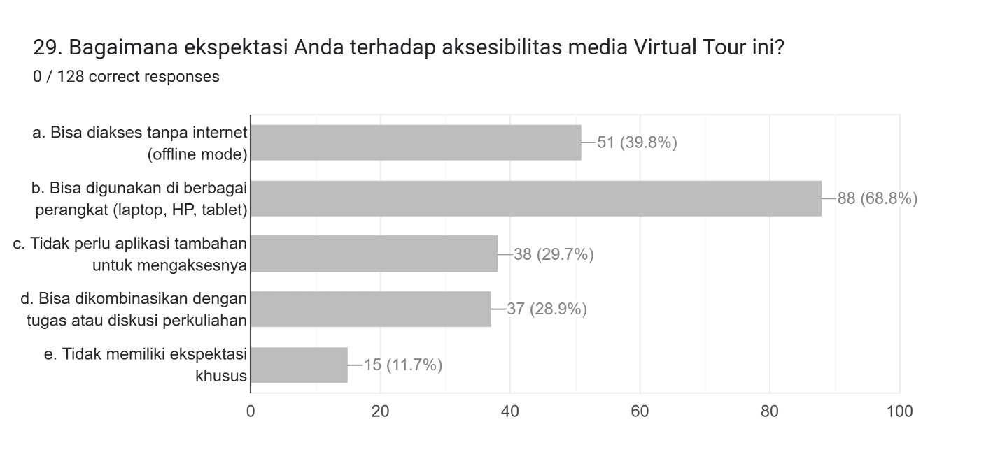 29. Bagaimana ekspektasi Anda terhadap aksesibilitas media Virtual Tour ini?
0 / 128 correct responses
a. Bisa diakses tanpa internet
(offline mode)
51 (39.8%)
b. Bisa digunakan di berbagai
perangkat (laptop, HP, tablet)
88 (68.8%)
c. Tidak perlu aplikasi tambahan
untuk mengaksesnya
38 (29.7%)
d. Bisa dikombinasikan dengan
tugas atau diskusi perkuliahan
37 (28.9%)
e. Tidak memiliki ekspektasi
khusus
15 (11.7%)
0 20 40 60 80 100